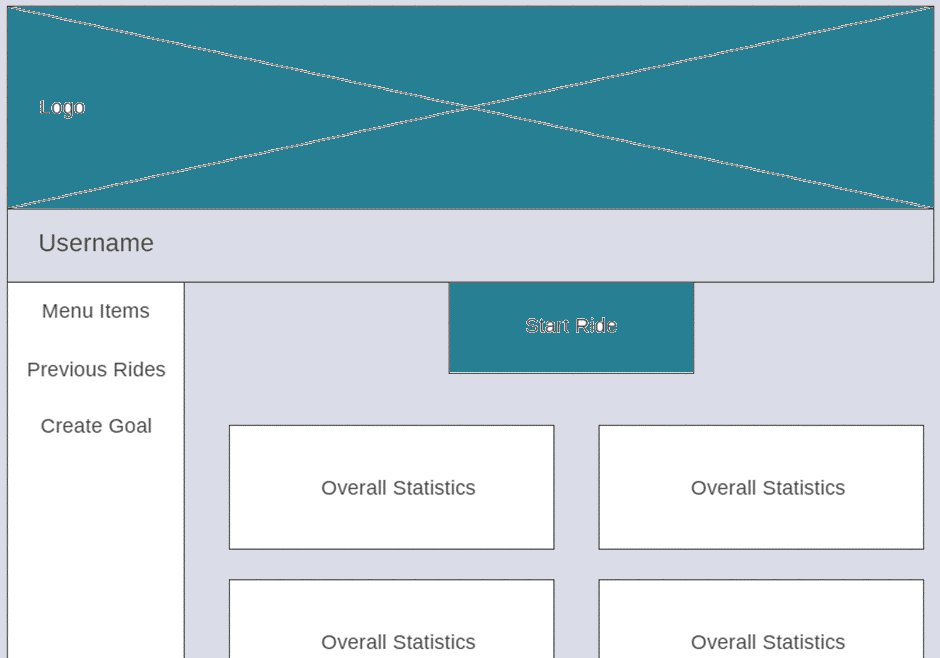 Logo
Username
Menu Items
Start Ride
Previous Rides
Create Goal
Overall Statistics
Overall Statistics
Overall Statistics
Overall Statistics